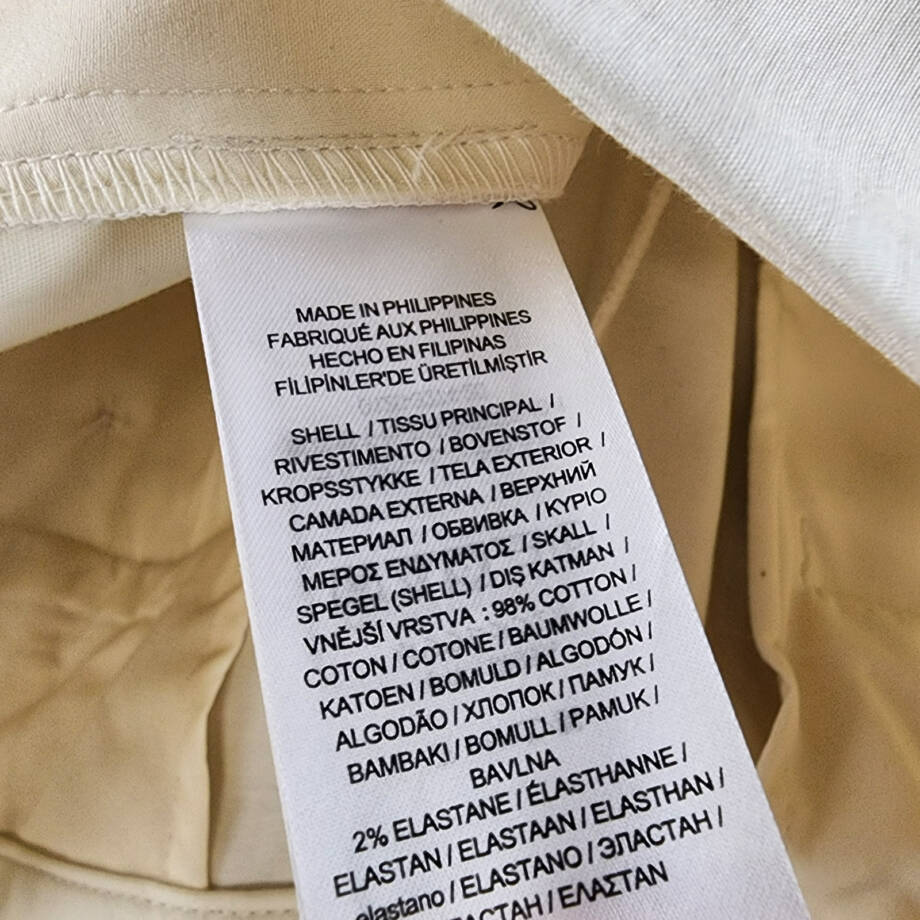 MADE IN PHILIPPINES
FABRIQUÉ AUX PHILIPPINES
HECHO EN FILIPINAS
FİLİPİNLER'DE ÜRETİLMİŞTİR
SHELL / TISSU PRINCIPAL /
RIVESTIMENTO / BOVENSTOF /
KROPSSTYKKE / TELA EXTERIOR /
CAMADA EXTERNA / ВЕРХНИЙ
МАТЕРИАЛ / ОБВИВКА / ΚΥΡΙΟ
ΜΕΡΟΣ ΕΝΔΥΜΑΤΟΣ / SKALL /
SPEGEL (SHELL) / DIŞ KATMAN /
VNĚJŠÍ VRSTVA : 98% COTTON /
COTON / COTONE / BAUMWOLLE /
KATOEN / BOMULD / ALGODÓN /
ALGODÃO / ХЛОПОК / ПАМУК /
BAMBAKI / BOMULL / PAMUK /
BAVLNA
2% ELASTANE / ÉLASTHANNE /
ELASTAN / ELASTAAN / ELASTHAN /
elastano / ELASTANO / ЭЛАСТАН /
ЕЛАСТАН / ΕΛΑΣΤΑΝ